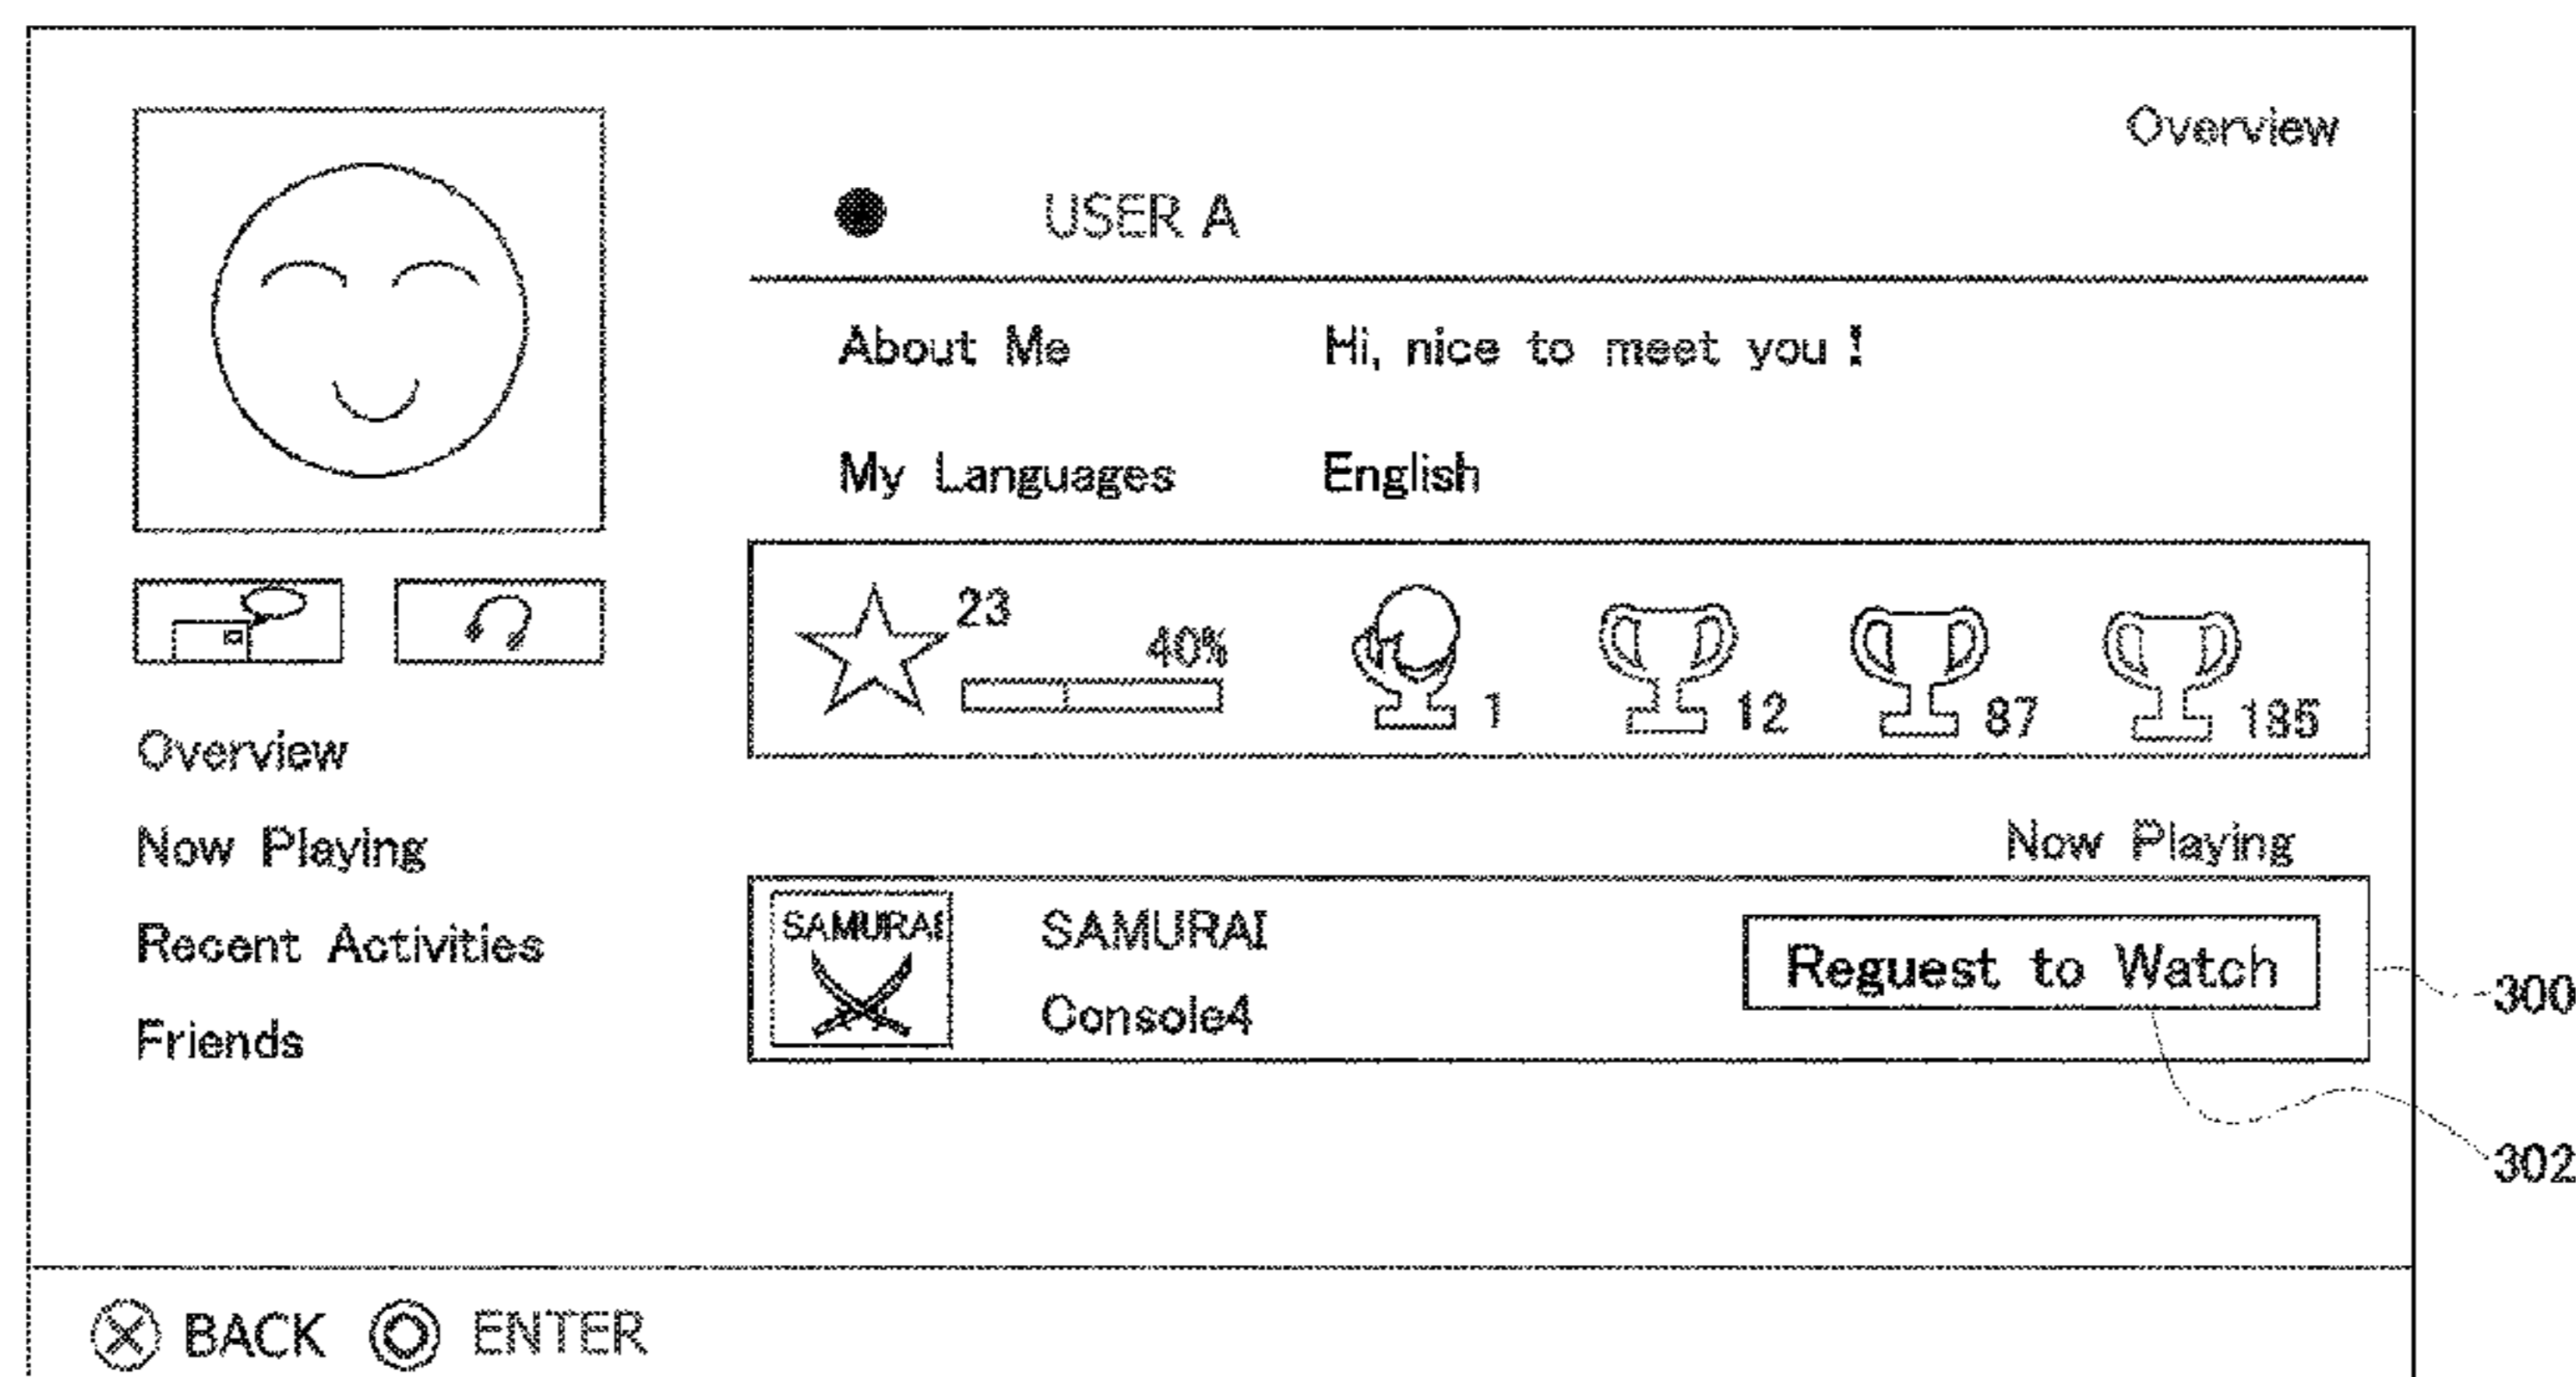 Overview
USER A
About Me Hi, nice to meet you !
My Languages English
23
40%
1 12 87 185
Overview
Now Playing
Recent Activities
Friends
Now Playing
SAMURAI
SAMURAI
Console4
Reguest to Watch
300
302
BACK ENTER